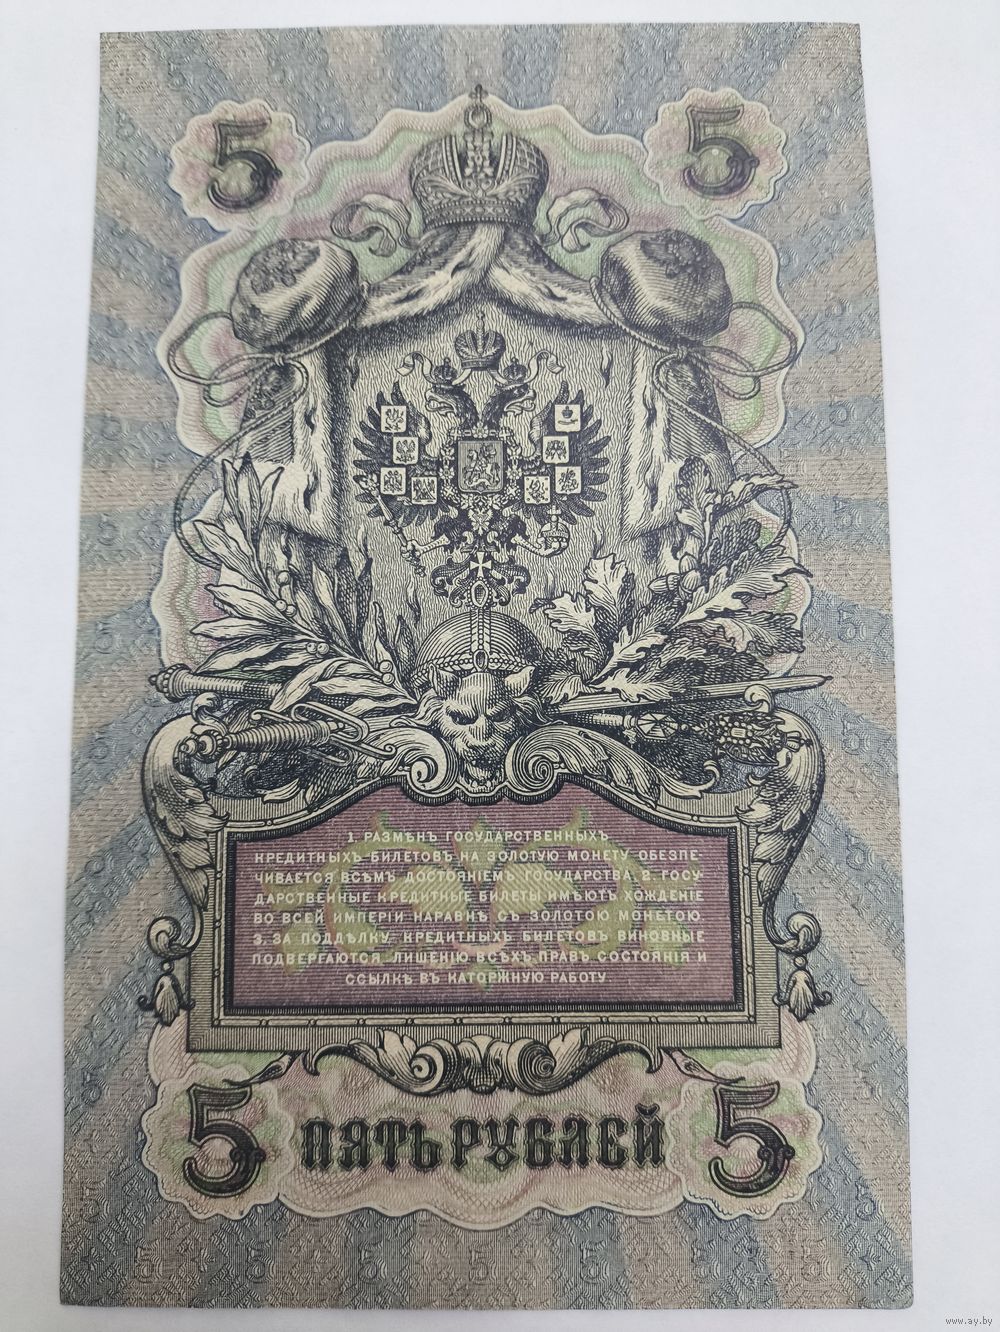 5 5
1. РАЗМѢНЪ ГОСУДАРСТВЕННЫХЪ
КРЕДИТНЫХЪ БИЛЕТОВЪ НА ЗОЛОТУЮ МОНЕТУ ОБЕЗПЕ-
ЧИВАЕТСЯ ВСѢМЪ ДОСТОЯНІЕМЪ ГОСУДАРСТВА. 2. ГОСУ-
ДАРСТВЕННЫЕ КРЕДИТНЫЕ БИЛЕТЫ ИМѢЮТЪ ХОЖДЕНІЕ
ВО ВСЕЙ ИМПЕРІИ НАРАВНѢ СЪ ЗОЛОТОЮ МОНЕТОЮ.
3. ЗА ПОДДѢЛКУ КРЕДИТНЫХЪ БИЛЕТОВЪ ВИНОВНЫЕ
ПОДВЕРГАЮТСЯ ЛИШЕНІЮ ВСѢХЪ ПРАВЪ СОСТОЯНІЯ И
ССЫЛКѢ ВЪ КАТОРЖНУЮ РАБОТУ.
5 ПЯТЬ РУБЛЕЙ 5
www.ay.by